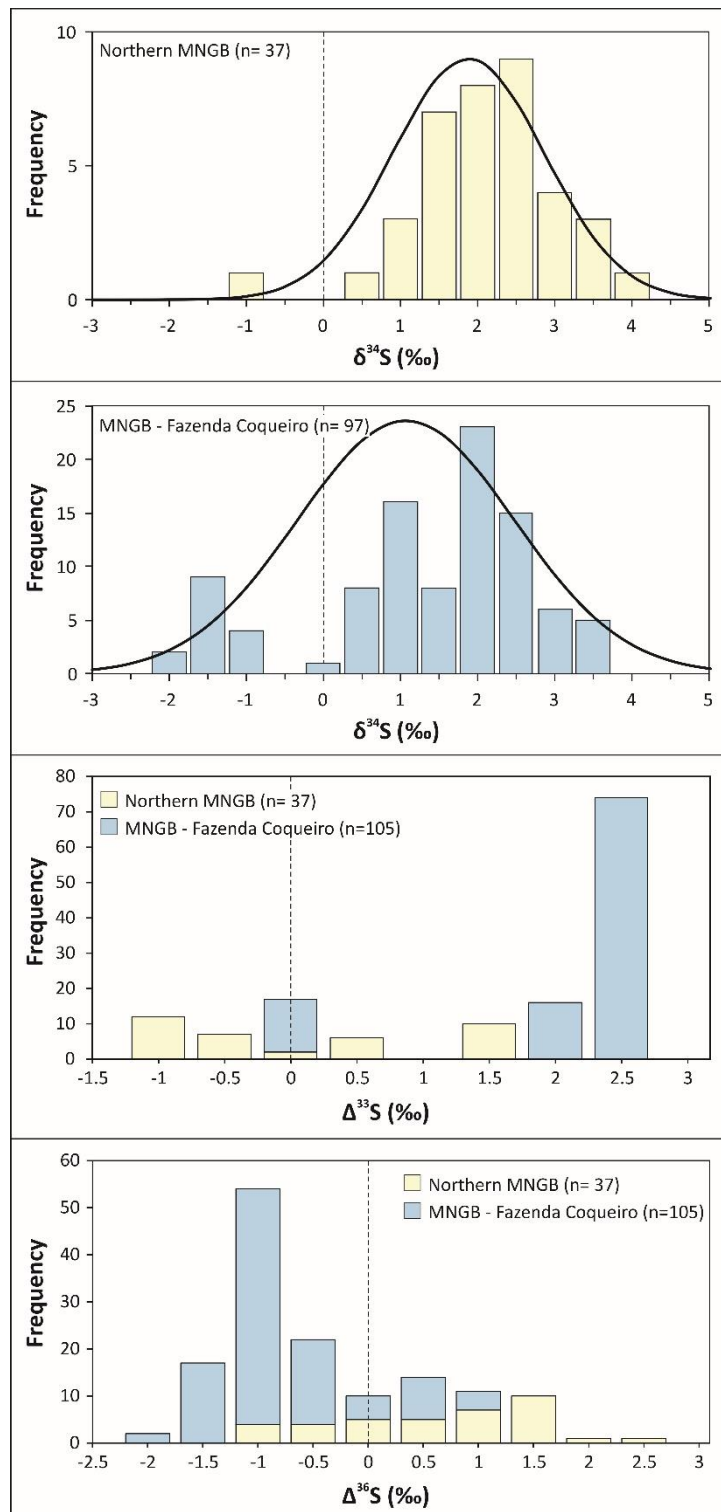 Northern MNGB (n= 37)
Frequency
10
5
0
-3 -2 -1 0 1 2 3 4 5
δ³⁴S (‰)
MNGB - Fazenda Coqueiro (n= 97)
Frequency
25
20
15
10
5
0
-3 -2 -1 0 1 2 3 4 5
δ³⁴S (‰)
Northern MNGB (n= 37)
MNGB - Fazenda Coqueiro (n=105)
Frequency
80
70
60
50
40
30
20
10
0
-1.5 -1 -0.5 0 0.5 1 1.5 2 2.5 3
Δ³³S (‰)
Northern MNGB (n= 37)
MNGB - Fazenda Coqueiro (n=105)
Frequency
60
50
40
30
20
10
0
-2.5 -2 -1.5 -1 -0.5 0 0.5 1 1.5 2 2.5 3
Δ³⁶S (‰)